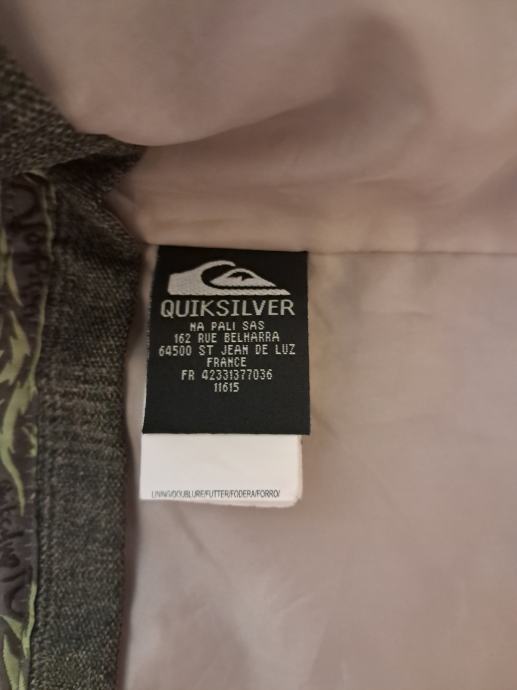 QUIKSILVER
NA PALI SAS
162 RUE BELHARRA
64500 ST JEAN DE LUZ
FRANCE
FR 42331377036
11615
LINING/DOUBLURE/FUTTER/FODERA/FORRO/